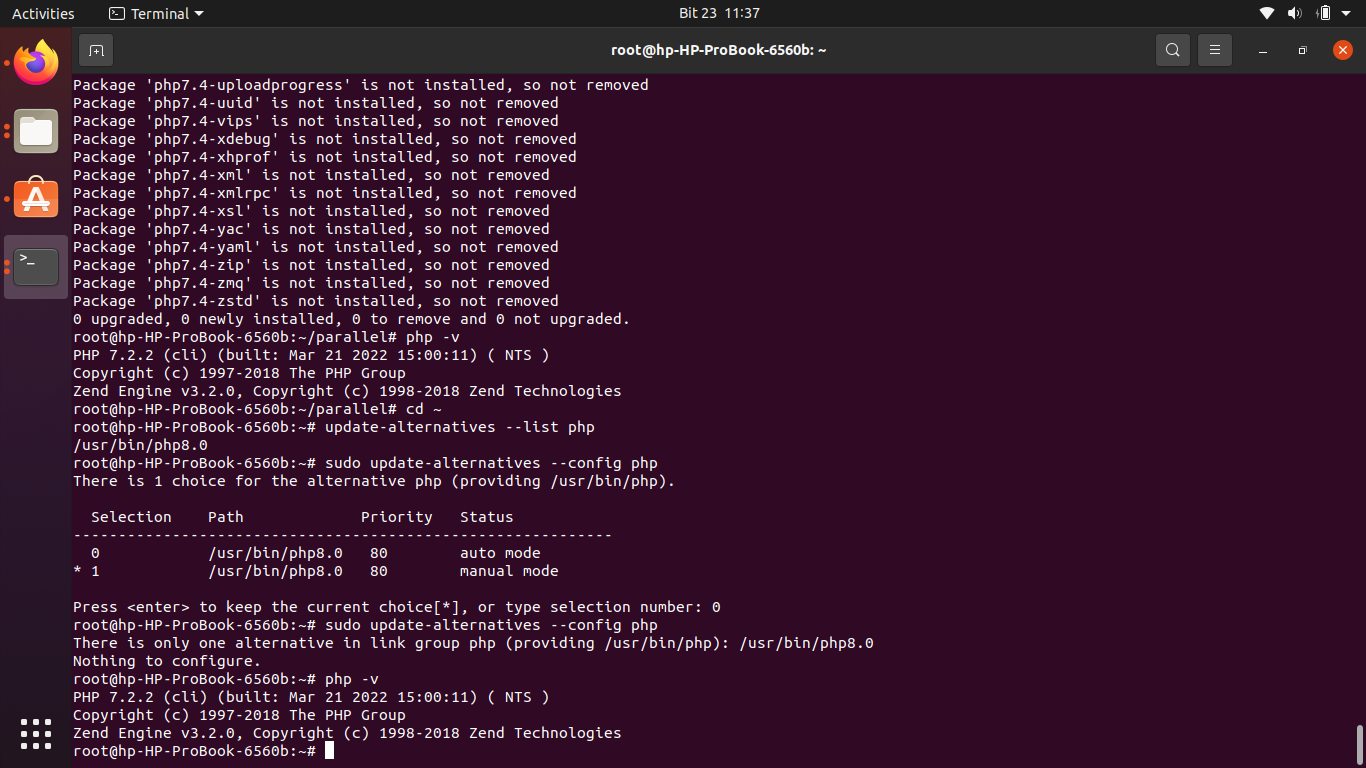 Activities
Terminal
Bit 23 11:37
root@hp-HP-ProBook-6560b: ~
Package 'php7.4-uploadprogress' is not installed, so not removed
Package 'php7.4-uuid' is not installed, so not removed
Package 'php7.4-vips' is not installed, so not removed
Package 'php7.4-xdebug' is not installed, so not removed
Package 'php7.4-xhprof' is not installed, so not removed
Package 'php7.4-xml' is not installed, so not removed
Package 'php7.4-xmlrpc' is not installed, so not removed
Package 'php7.4-xsl' is not installed, so not removed
Package 'php7.4-yac' is not installed, so not removed
Package 'php7.4-yaml' is not installed, so not removed
Package 'php7.4-zip' is not installed, so not removed
Package 'php7.4-zmq' is not installed, so not removed
Package 'php7.4-zstd' is not installed, so not removed
0 upgraded, 0 newly installed, 0 to remove and 0 not upgraded.
root@hp-HP-ProBook-6560b:~/parallel# php -v
PHP 7.2.2 (cli) (built: Mar 21 2022 15:00:11) ( NTS )
Copyright (c) 1997-2018 The PHP Group
Zend Engine v3.2.0, Copyright (c) 1998-2018 Zend Technologies
root@hp-HP-ProBook-6560b:~/parallel# cd ~
root@hp-HP-ProBook-6560b:~# update-alternatives --list php
/usr/bin/php8.0
root@hp-HP-ProBook-6560b:~# sudo update-alternatives --config php
There is 1 choice for the alternative php (providing /usr/bin/php).
Selection    Path             Priority   Status
------------------------------------------------------------
0            /usr/bin/php8.0   80        auto mode
* 1            /usr/bin/php8.0   80        manual mode
Press <enter> to keep the current choice[*], or type selection number: 0
root@hp-HP-ProBook-6560b:~# sudo update-alternatives --config php
There is only one alternative in link group php (providing /usr/bin/php): /usr/bin/php8.0
Nothing to configure.
root@hp-HP-ProBook-6560b:~# php -v
PHP 7.2.2 (cli) (built: Mar 21 2022 15:00:11) ( NTS )
Copyright (c) 1997-2018 The PHP Group
Zend Engine v3.2.0, Copyright (c) 1998-2018 Zend Technologies
root@hp-HP-ProBook-6560b:~#